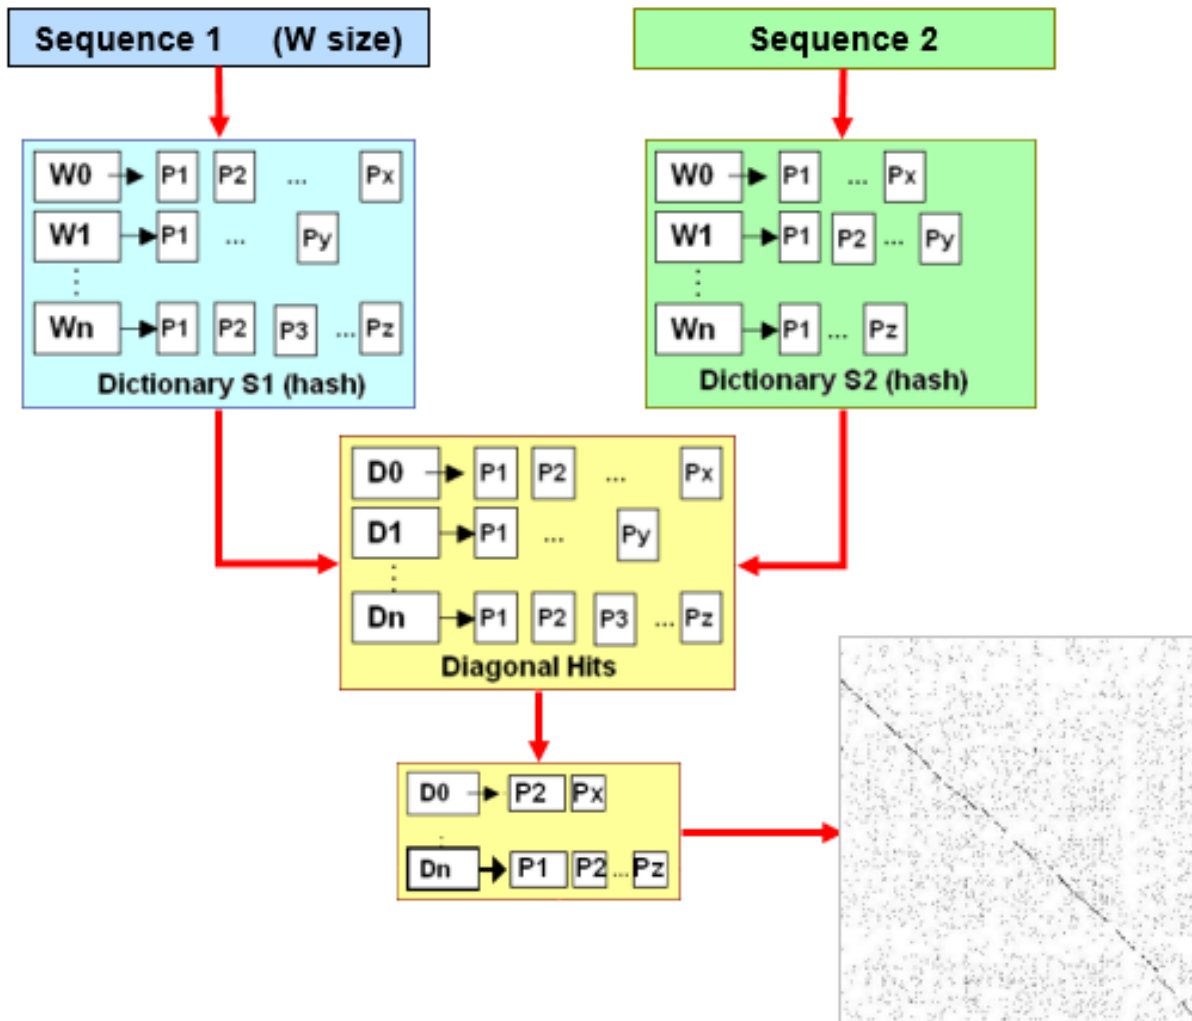 Sequence 1 (W size)
Sequence 2
W0 P1 P2 ... Px
W1 P1 ... Py
Wn P1 P2 P3 ... Pz
Dictionary S1 (hash)
W0 P1 ... Px
W1 P1 P2 ... Py
Wn P1 ... Pz
Dictionary S2 (hash)
D0 P1 P2 ... Px
D1 P1 ... Py
Dn P1 P2 P3 ... Pz
Diagonal Hits
D0 P2 Px
Dn P1 P2 ... Pz